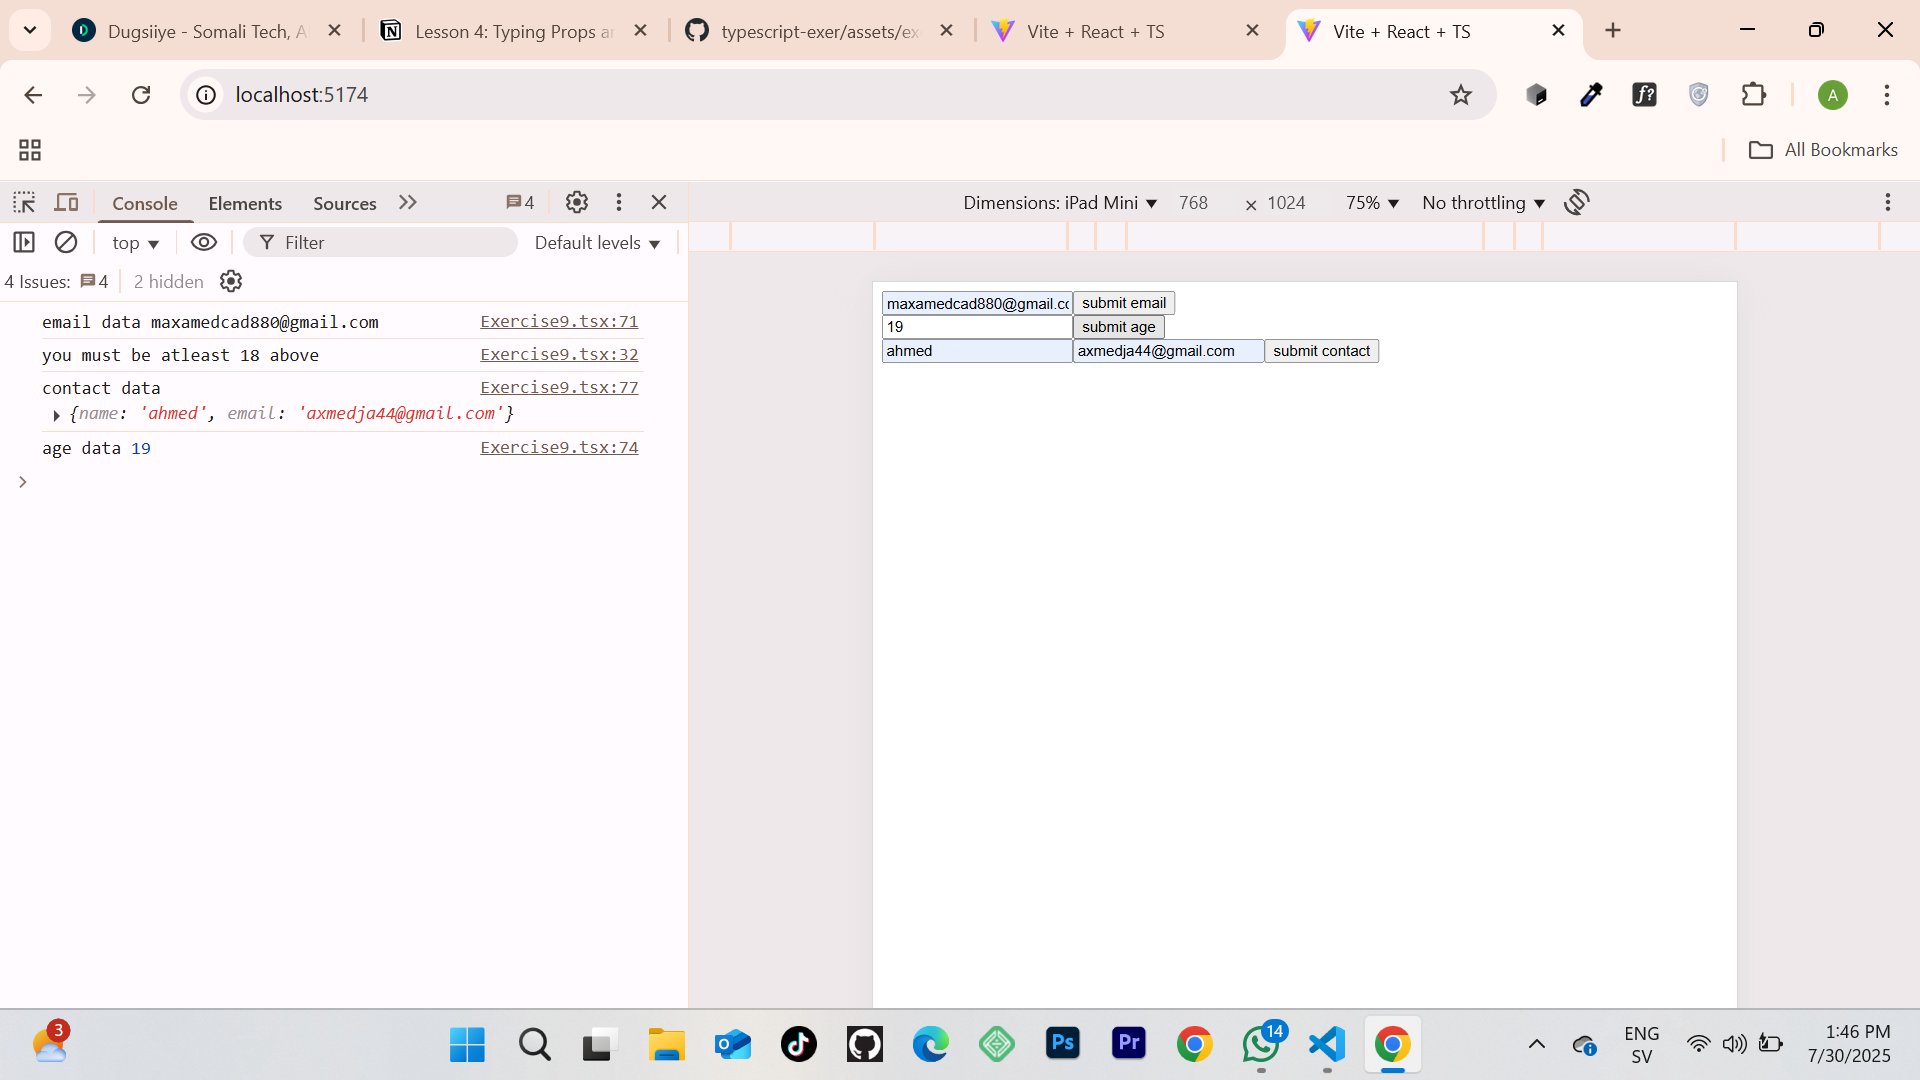 Dugsiiye - Somali Tech, A
Lesson 4: Typing Props a
typescript-exer/assets/ex
Vite + React + TS
Vite + React + TS
localhost:5174
A
All Bookmarks
Console
Elements
Sources
4
Dimensions: iPad Mini
768
× 1024
75%
No throttling
top
Filter
Default levels
4 Issues: 4
2 hidden
email data maxamedcad880@gmail.com Exercise9.tsx:71
you must be atleast 18 above Exercise9.tsx:32
contact data Exercise9.tsx:77
{name: 'ahmed', email: 'axmedja44@gmail.com'}
age data 19 Exercise9.tsx:74
maxamedcad880@gmail.co submit email
19 submit age
ahmed axmedja44@gmail.com submit contact
3
Ps
Pr
14
ENG
SV
1:46 PM
7/30/2025